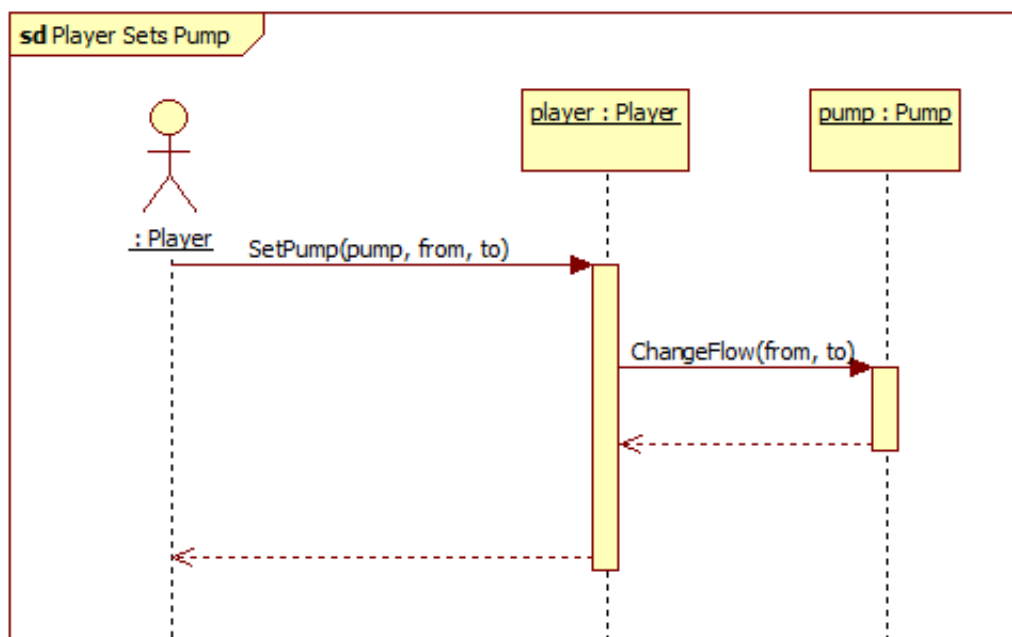 sd Player Sets Pump
player : Player
pump : Pump
: Player
SetPump(pump, from, to)
ChangeFlow(from, to)